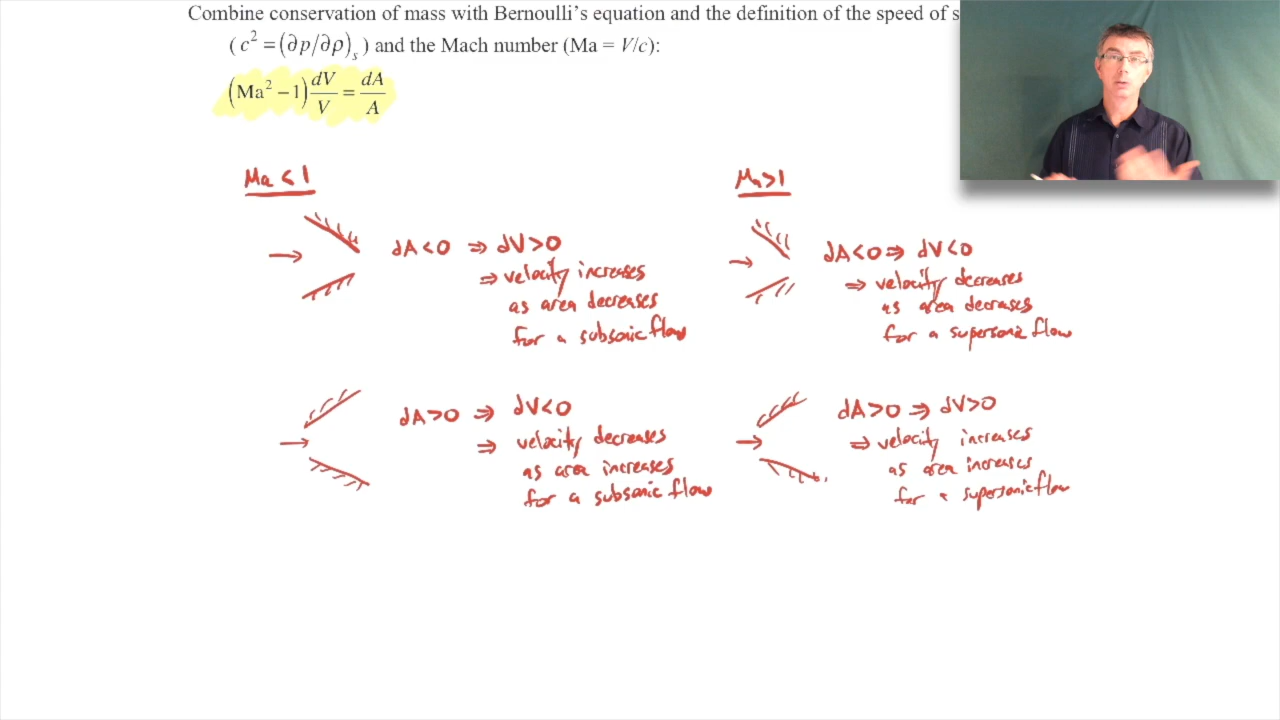 Combine conservation of mass with Bernoulli's equation and the definition of the speed of s
( c² = (∂p/∂ρ)ₛ ) and the Mach number (Ma = V/c):
(Ma² − 1) dV/V = dA/A
Ma < 1
dA < 0 ⇒ dV > 0
⇒ velocity increases
as area decreases
for a subsonic flow
dA > 0 ⇒ dV < 0
⇒ velocity decreases
as area increases
for a subsonic flow
Ma > 1
dA < 0 ⇒ dV < 0
⇒ velocity decreases
as area decreases
for a supersonic flow
dA > 0 ⇒ dV > 0
⇒ velocity increases
as area increases
for a supersonic flow